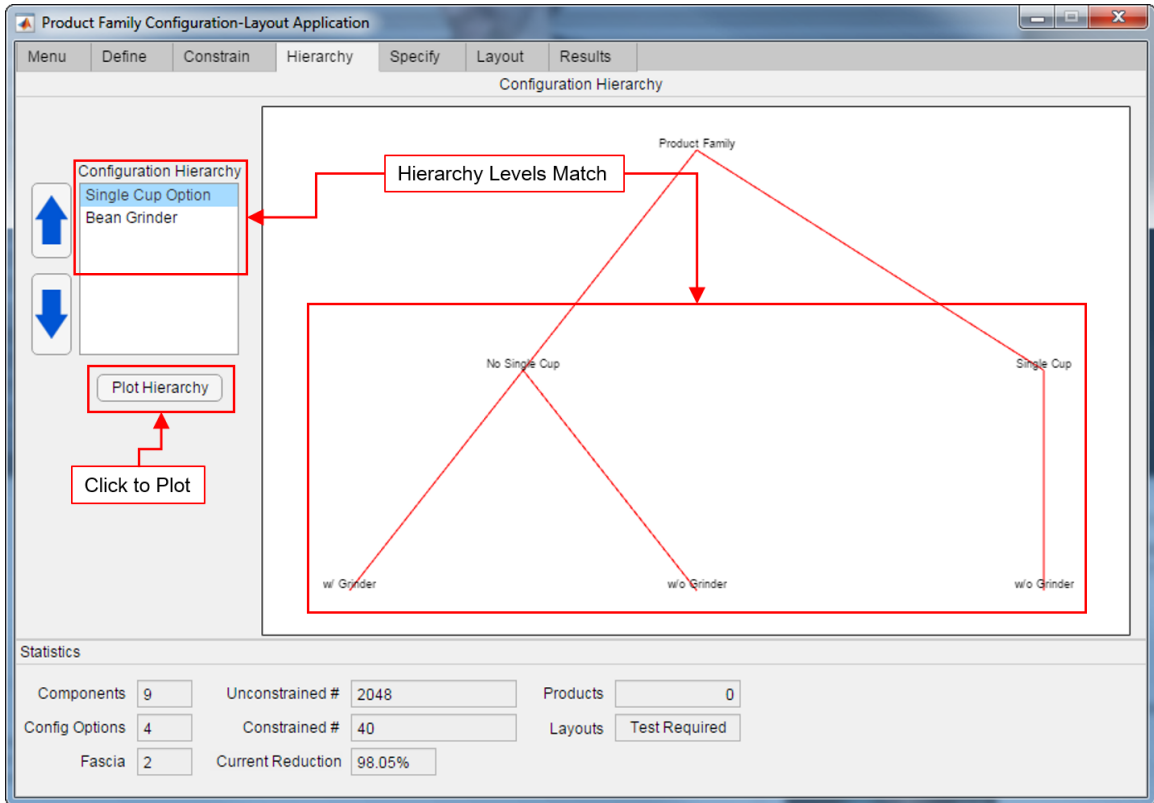 Product Family Configuration-Layout Application
Menu Define Constrain Hierarchy Specify Layout Results
Configuration Hierarchy
Product Family
Configuration Hierarchy
Hierarchy Levels Match
Single Cup Option
Bean Grinder
No Single Cup
Single Cup
Plot Hierarchy
Click to Plot
w/ Grinder
w/o Grinder
w/o Grinder
Statistics
Components 9 Unconstrained # 2048 Products 0
Config Options 4 Constrained # 40 Layouts Test Required
Fascia 2 Current Reduction 98.05%